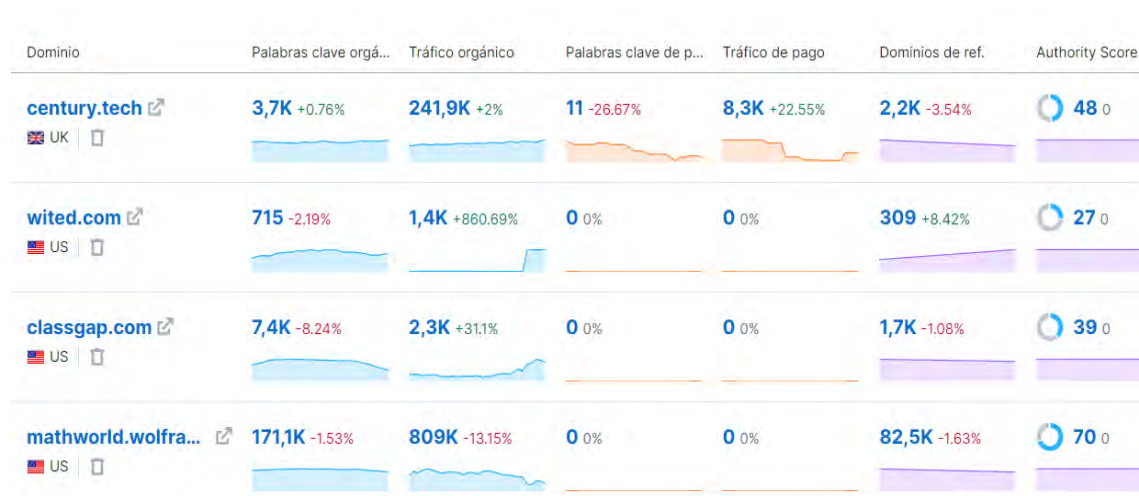 Dominio Palabras clave orgá... Tráfico orgánico Palabras clave de p... Tráfico de pago Dominios de ref. Authority Score
century.tech 3,7K +0.76% 241,9K +2% 11 -26.67% 8,3K +22.55% 2,2K -3.54% 48 0
UK
wited.com 715 -2.19% 1,4K +860.69% 0 0% 0 0% 309 +8.42% 27 0
US
classgap.com 7,4K -8.24% 2,3K +31.1% 0 0% 0 0% 1,7K -1.08% 39 0
US
mathworld.wolfra... 171,1K -1.53% 809K -13.15% 0 0% 0 0% 82,5K -1.63% 70 0
US